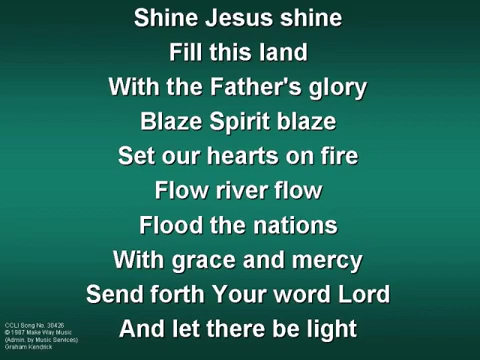 Shine Jesus shine
Fill this land
With the Father's glory
Blaze Spirit blaze
Set our hearts on fire
Flow river flow
Flood the nations
With grace and mercy
Send forth Your word Lord
And let there be light
CCLI Song No. 30426
© 1987 Make Way Music
(Admin. by Music Services)
Graham Kendrick